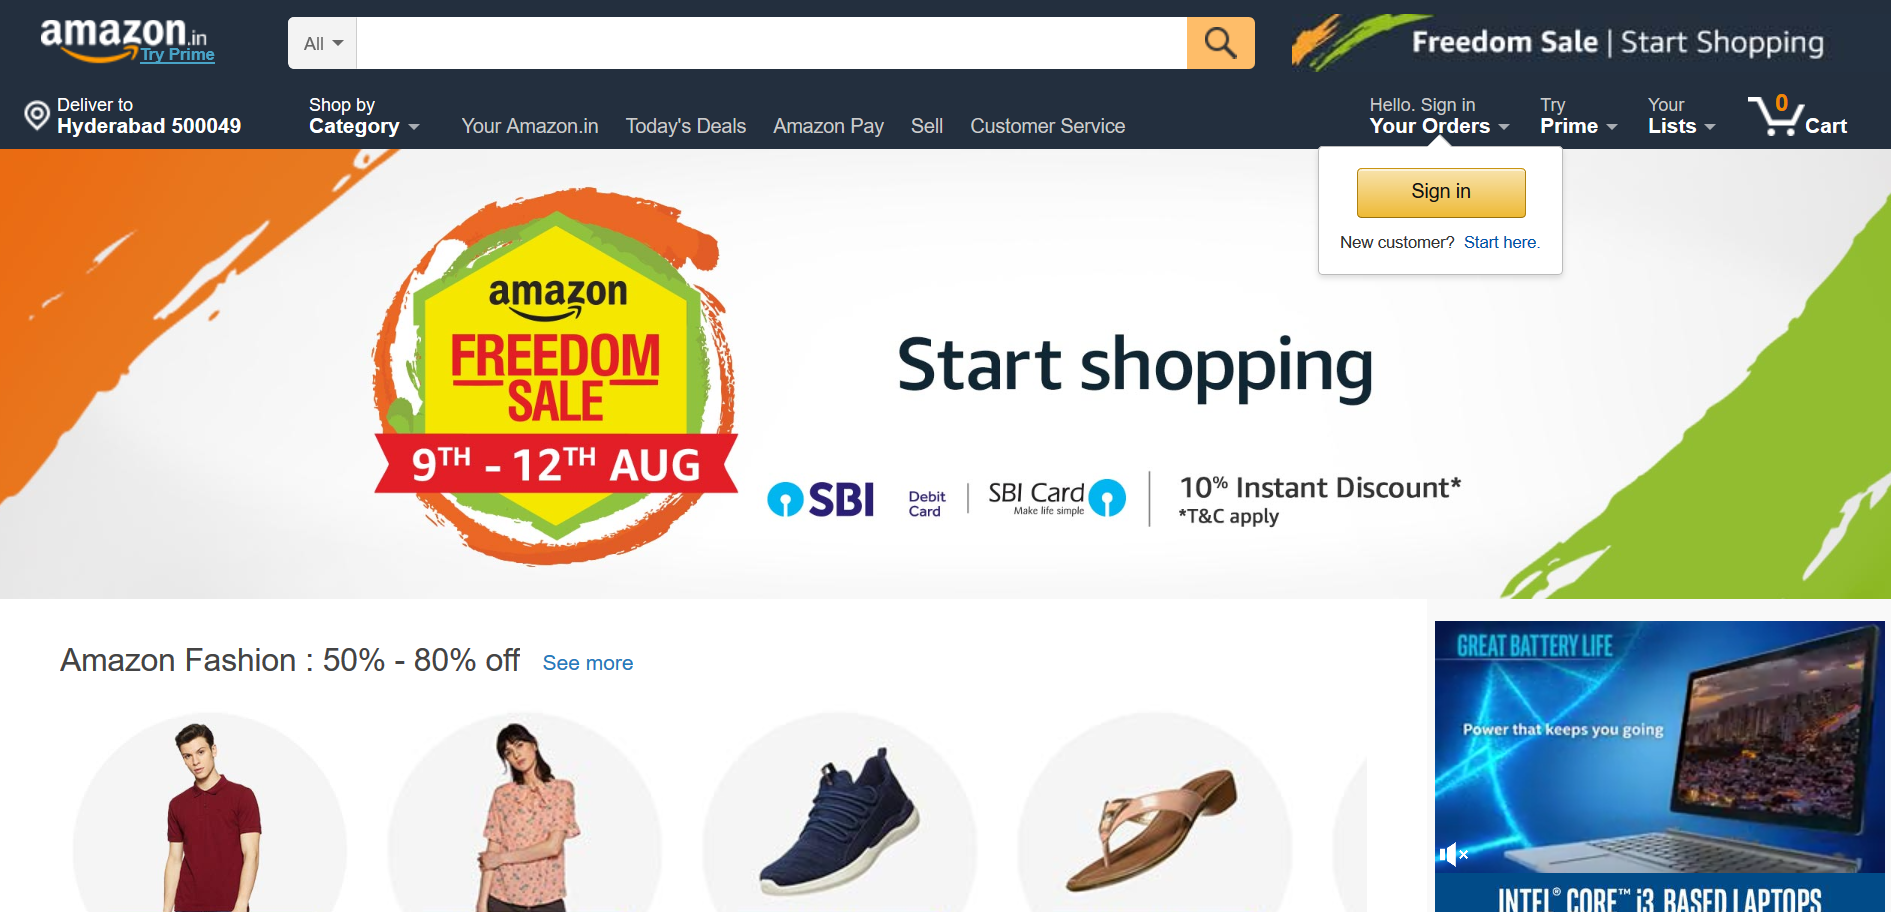 amazon.in
Try Prime
All
Freedom Sale | Start Shopping
Deliver to
Hyderabad 500049
Shop by
Category
Your Amazon.in
Today's Deals
Amazon Pay
Sell
Customer Service
Hello. Sign in
Your Orders
Try
Prime
Your
Lists
0
Cart
Sign in
New customer? Start here.
amazon
FREEDOM
SALE
9TH - 12TH AUG
Start shopping
SBI
Debit
Card
SBI Card
Make life simple
10% Instant Discount*
*T&C apply
Amazon Fashion : 50% - 80% off
See more
GREAT BATTERY LIFE
Power that keeps you going
INTEL® CORE™ i3 BASED LAPTOPS